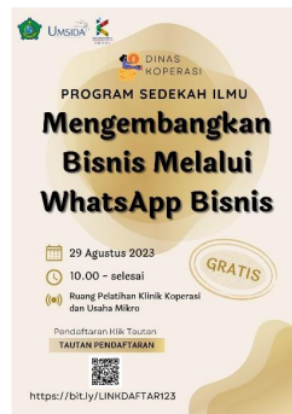 UMSIDA
DINAS
KOPERASI
PROGRAM SEDEKAH ILMU
Mengembangkan
Bisnis Melalui
WhatsApp Bisnis
29 Agustus 2023
10.00 - selesai
GRATIS
Ruang Pelatihan Klinik Koperasi
dan Usaha Mikro
Pendaftaran Klik Tautan
TAUTAN PENDAFTARAN
https://bit.ly/LINKDAFTAR123